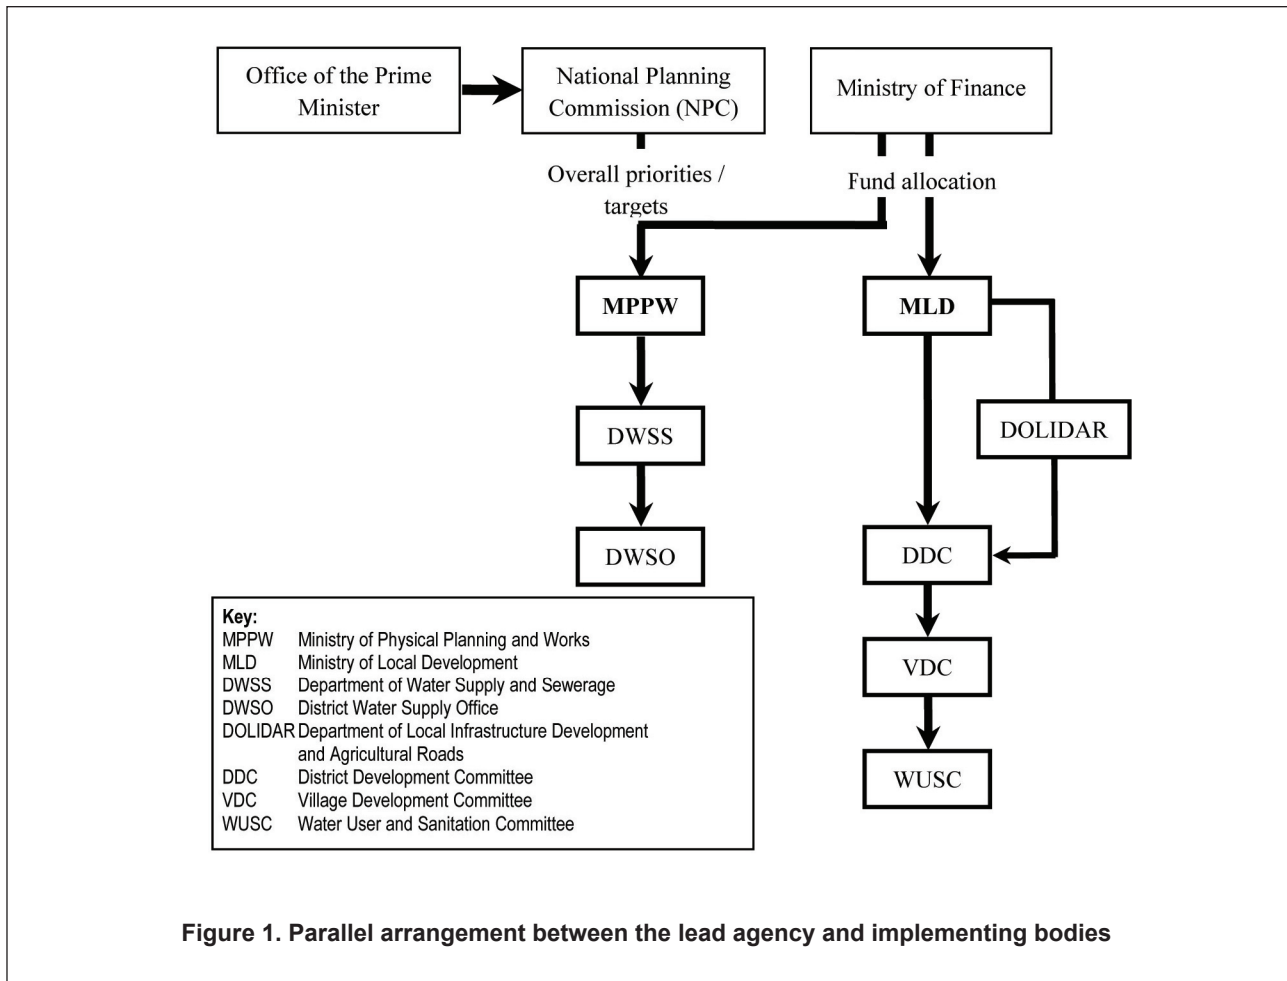 Office of the Prime
Minister
National Planning
Commission (NPC)
Ministry of Finance
Overall priorities /
targets
Fund allocation
MPPW
MLD
DWSS
DOLIDAR
DWSO
DDC
VDC
WUSC
Key:
MPPW Ministry of Physical Planning and Works
MLD Ministry of Local Development
DWSS Department of Water Supply and Sewerage
DWSO District Water Supply Office
DOLIDAR Department of Local Infrastructure Development
and Agricultural Roads
DDC District Development Committee
VDC Village Development Committee
WUSC Water User and Sanitation Committee
Figure 1. Parallel arrangement between the lead agency and implementing bodies